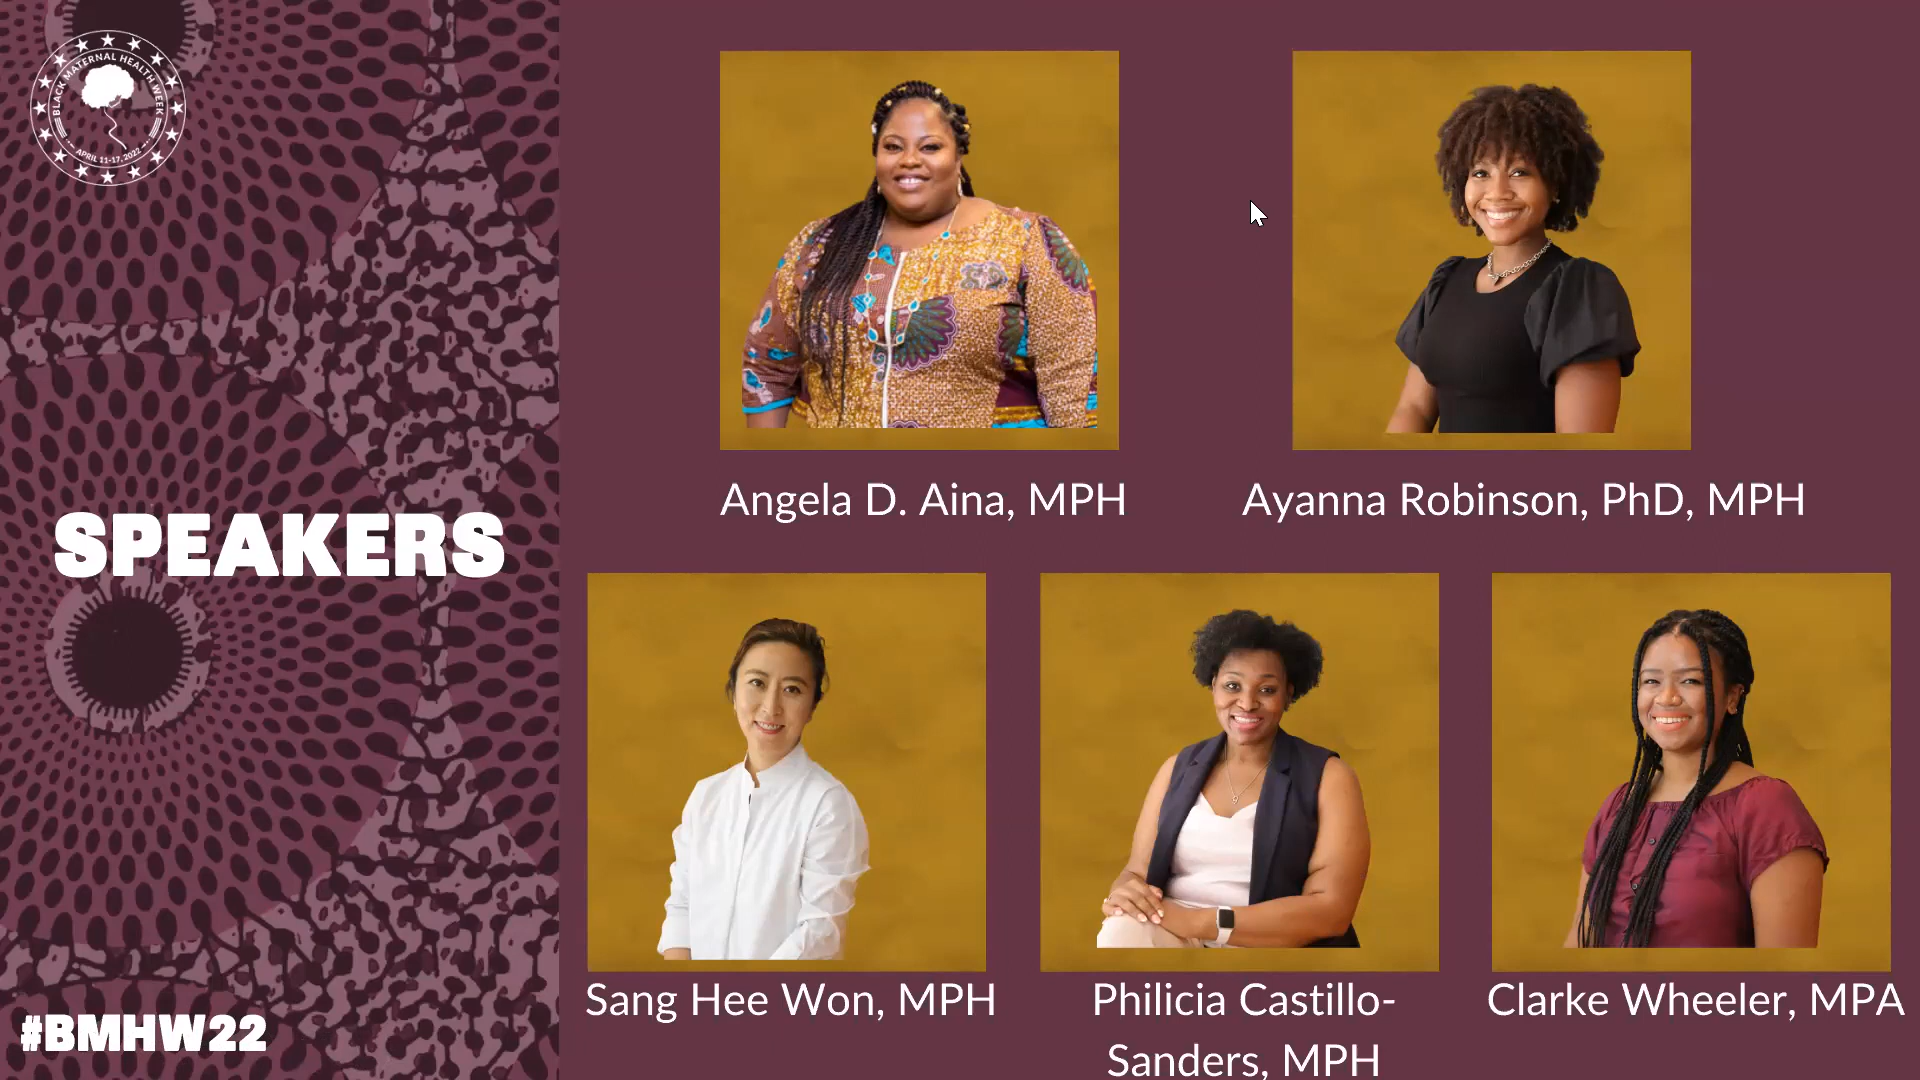 BLACK MATERNAL HEALTH WEEK
APRIL 11-17, 2022
SPEAKERS
#BMHW22
Angela D. Aina, MPH
Ayanna Robinson, PhD, MPH
Sang Hee Won, MPH
Philicia Castillo-
Sanders, MPH
Clarke Wheeler, MPA